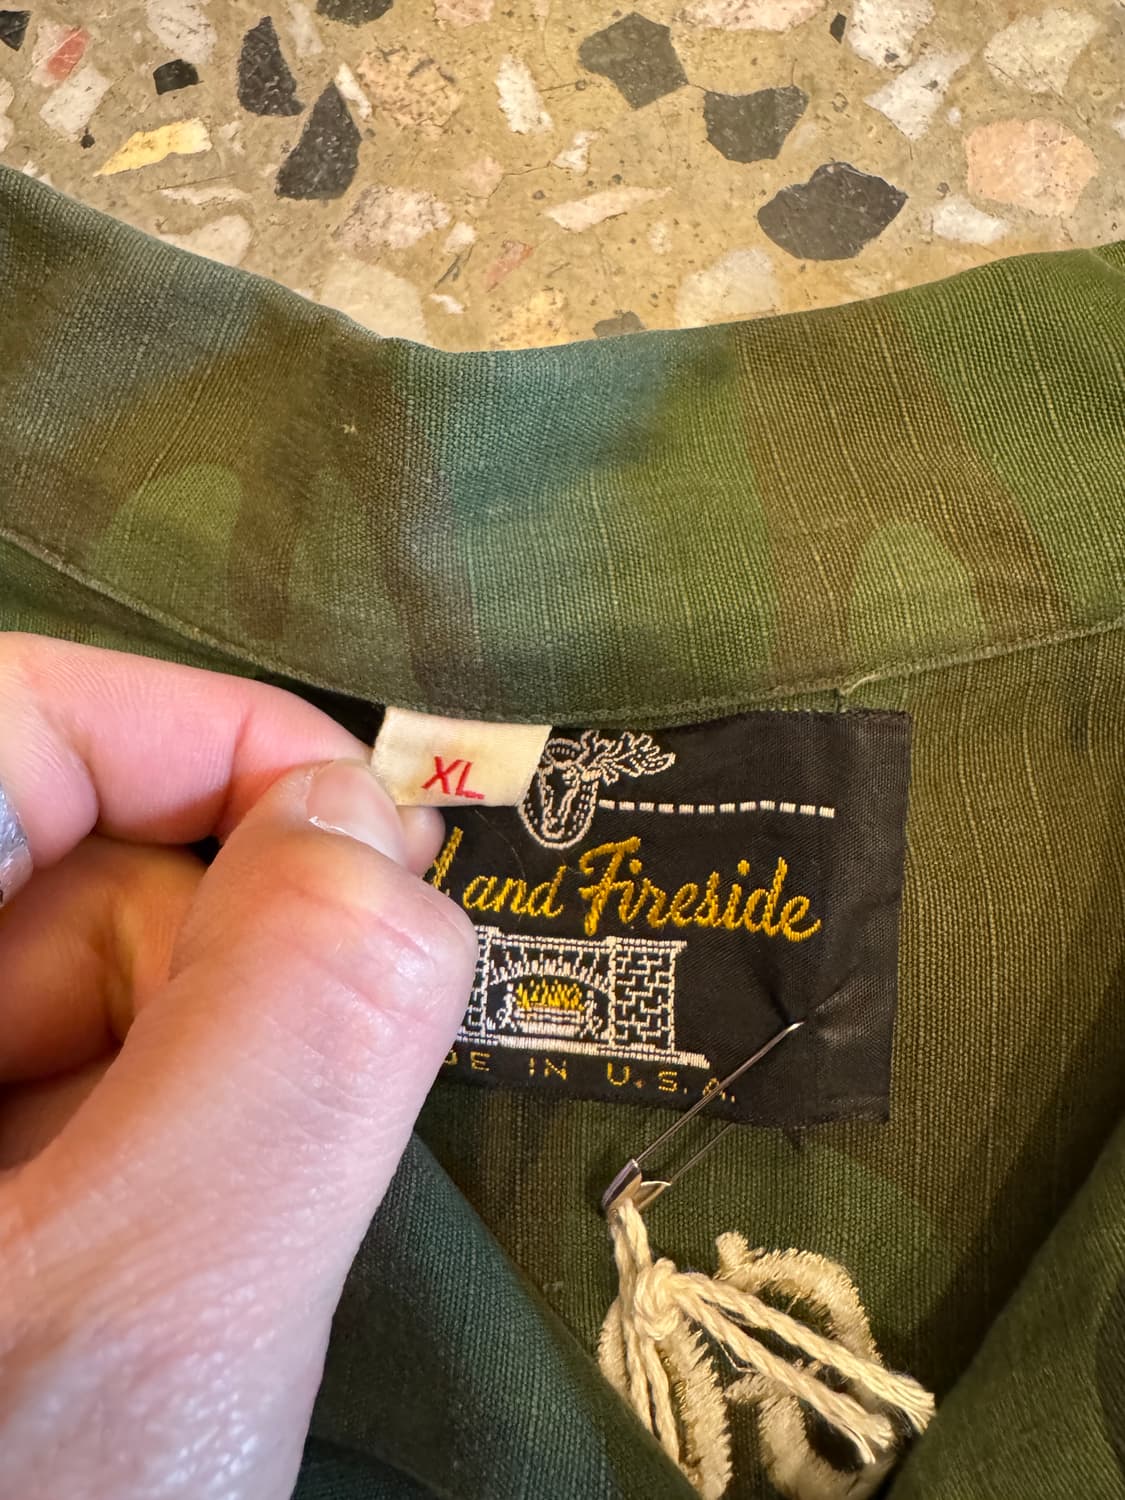 XL
and Fireside
DE IN U.S.A.